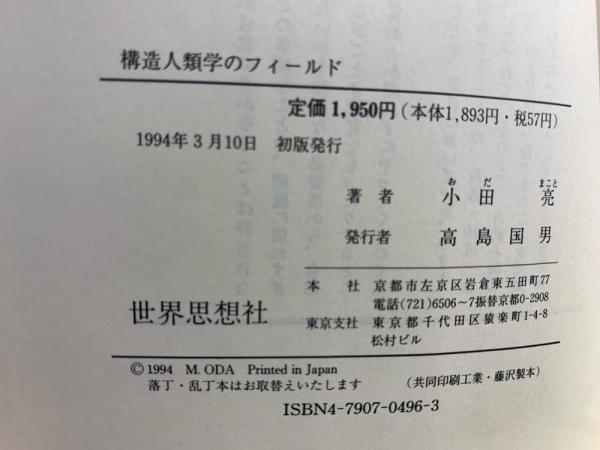 構造人類学のフィールド
定価1,950円(本体1,893円・税57円)
1994年3月10日 初版発行
おだ まこと
著者 小田 亮
発行者 高島国男
世界思想社
本社 京都市左京区岩倉東五田町77
電話(721)6506~7振替京都0-2908
東京支社 東京都千代田区猿楽町1-4-8
松村ビル
©1994 M. ODA Printed in Japan
落丁・乱丁本はお取替えいたします (共同印刷工業・藤沢製本)
ISBN4-7907-0496-3